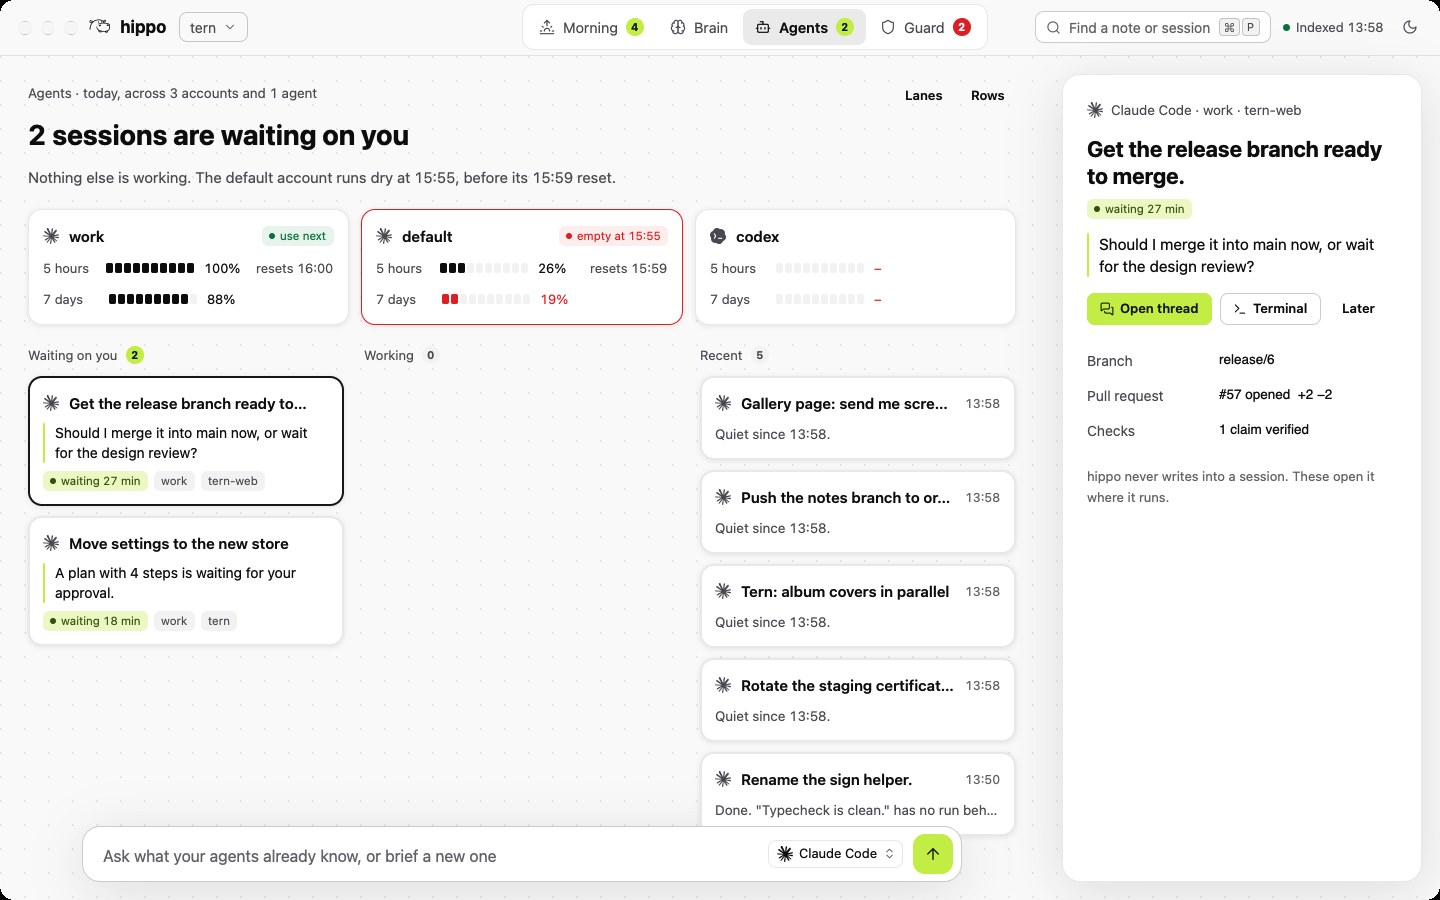 hippo
tern
Morning 4
Brain
Agents 2
Guard 2
Find a note or session ⌘ P
Indexed 13:58
Agents · today, across 3 accounts and 1 agent
Lanes
Rows
2 sessions are waiting on you
Nothing else is working. The default account runs dry at 15:55, before its 15:59 reset.
work
use next
5 hours 100% resets 16:00
7 days 88%
default
empty at 15:55
5 hours 26% resets 15:59
7 days 19%
codex
5 hours –
7 days –
Waiting on you 2
Get the release branch ready to...
Should I merge it into main now, or wait
for the design review?
waiting 27 min work tern-web
Move settings to the new store
A plan with 4 steps is waiting for your
approval.
waiting 18 min work tern
Working 0
Recent 5
Gallery page: send me scre... 13:58
Quiet since 13:58.
Push the notes branch to or... 13:58
Quiet since 13:58.
Tern: album covers in parallel 13:58
Quiet since 13:58.
Rotate the staging certificat... 13:58
Quiet since 13:58.
Rename the sign helper. 13:50
Done. "Typecheck is clean." has no run beh...
Ask what your agents already know, or brief a new one
Claude Code
Claude Code · work · tern-web
Get the release branch ready
to merge.
waiting 27 min
Should I merge it into main now, or wait
for the design review?
Open thread
Terminal
Later
Branch release/6
Pull request #57 opened +2 −2
Checks 1 claim verified
hippo never writes into a session. These open it
where it runs.